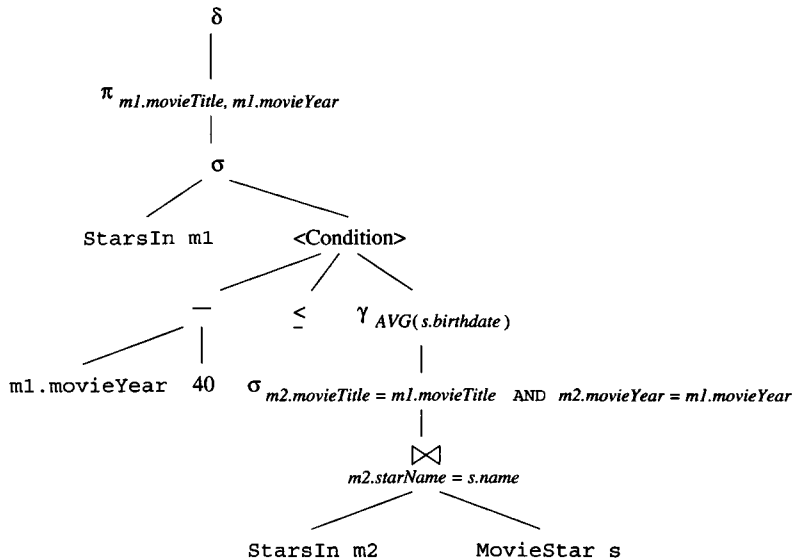 δ
π m1.movieTitle, m1.movieYear
σ
StarsIn m1 <Condition>
— ≤ γ AVG(s.birthdate)
m1.movieYear 40 σ m2.movieTitle = m1.movieTitle AND m2.movieYear = m1.movieYear
⋈
m2.starName = s.name
StarsIn m2 MovieStar s